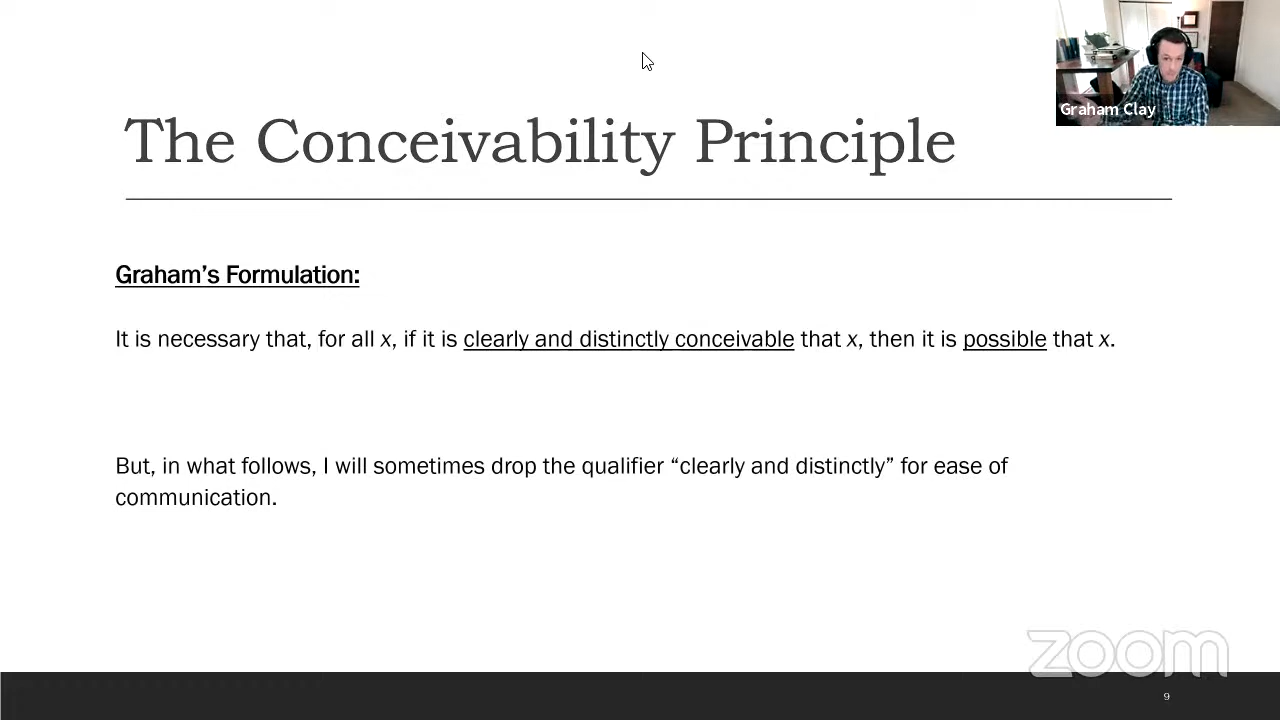 Graham Clay
The Conceivability Principle
Graham’s Formulation:
It is necessary that, for all x, if it is clearly and distinctly conceivable that x, then it is possible that x.
But, in what follows, I will sometimes drop the qualifier “clearly and distinctly” for ease of
communication.
zoom
9